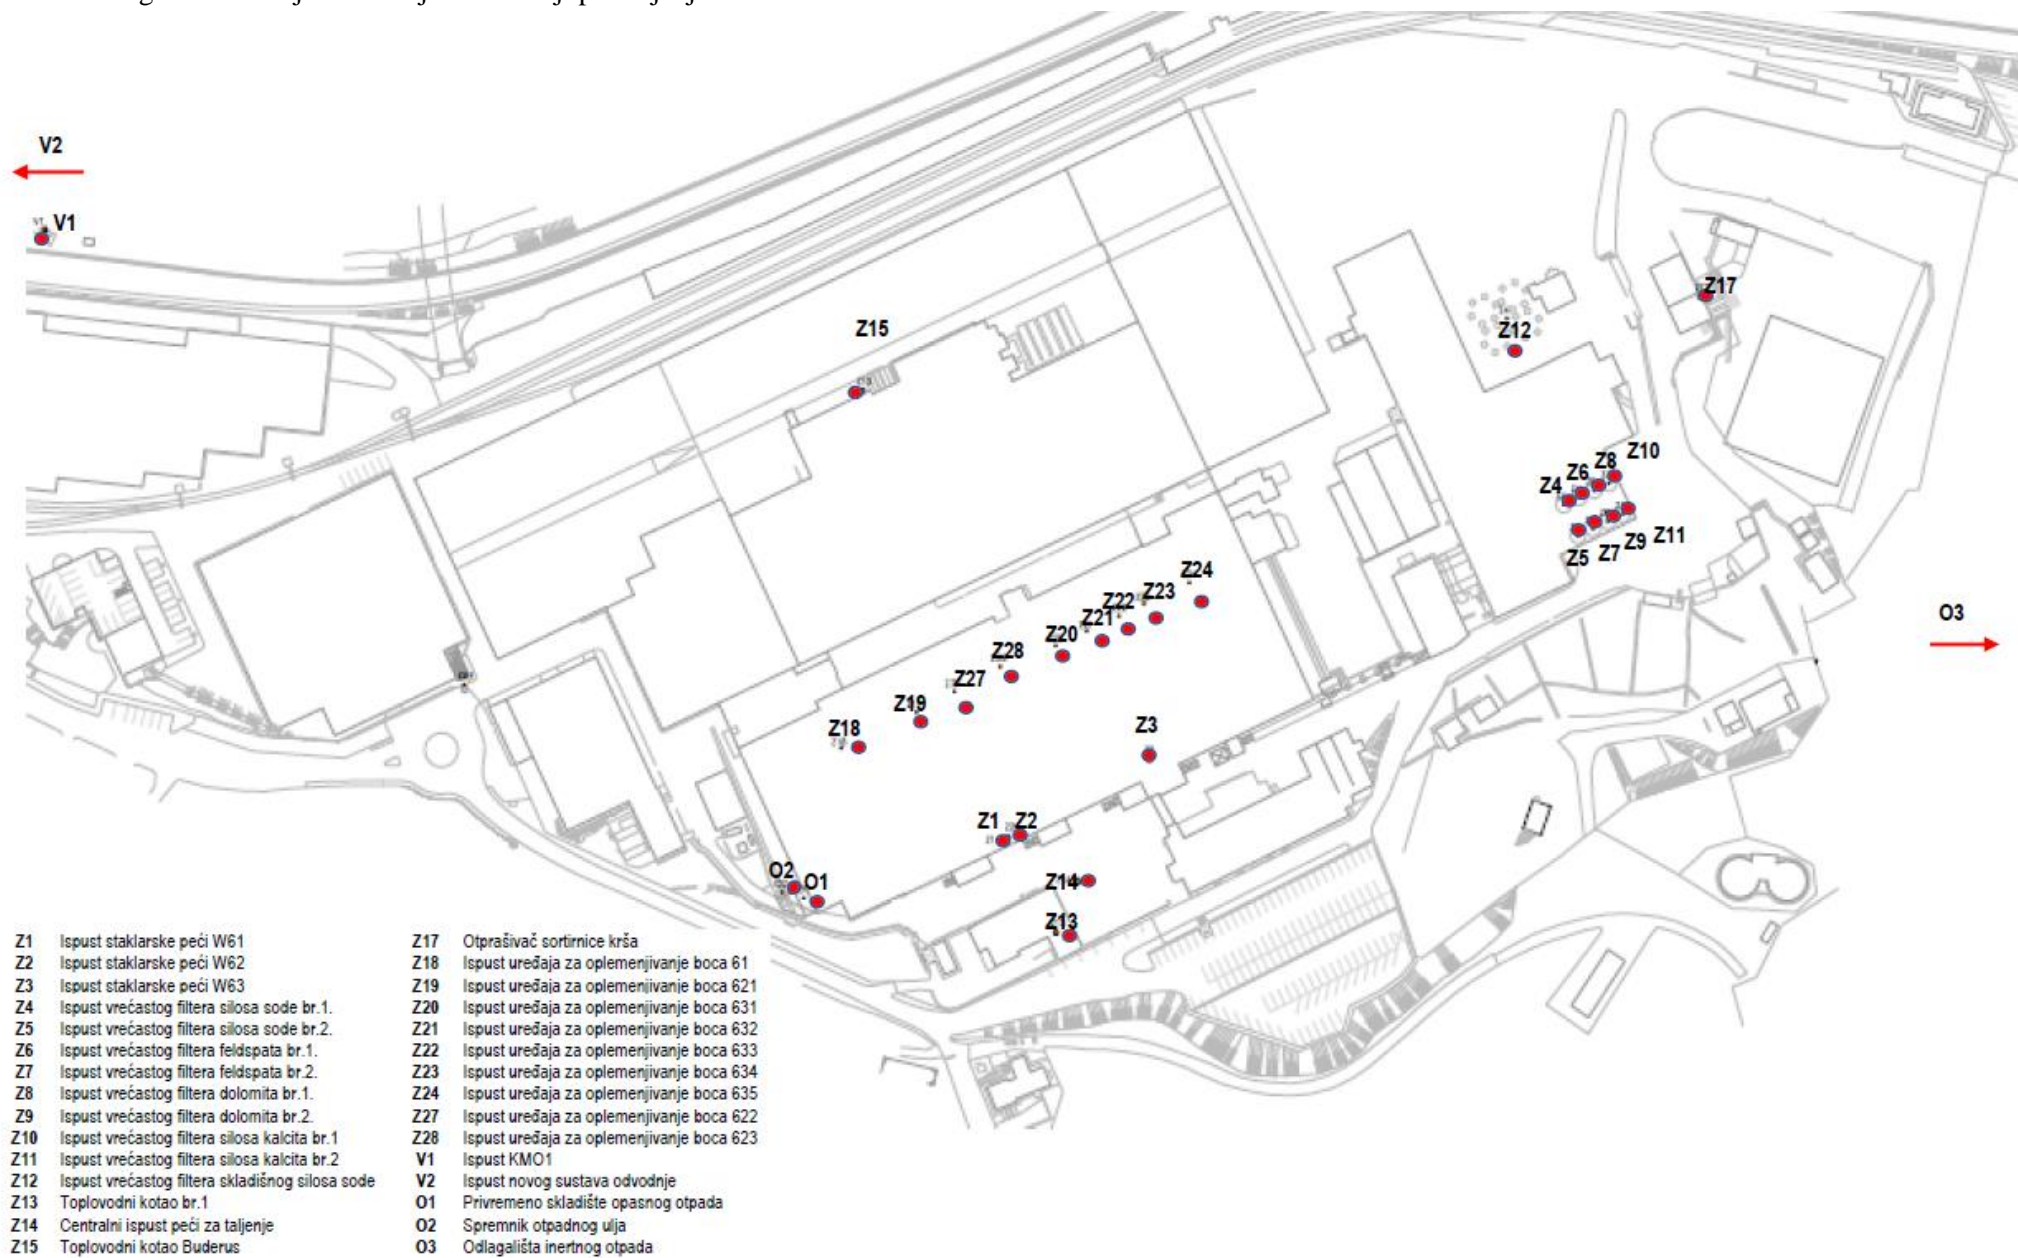 V2
V1
Z17
Z15
Z12
Z10
Z8
Z6
Z4
Z11
Z9
Z7
Z5
Z24
Z23
Z22
Z21
Z20
Z28
Z27
Z19
Z18
O3
Z3
Z1 Z2
O2 O1
Z14
Z13
Z1 Ispust staklarske peći W61
Z2 Ispust staklarske peći W62
Z3 Ispust staklarske peći W63
Z4 Ispust vrećastog filtera silosa sode br.1.
Z5 Ispust vrećastog filtera silosa sode br.2.
Z6 Ispust vrećastog filtera feldspata br.1.
Z7 Ispust vrećastog filtera feldspata br.2.
Z8 Ispust vrećastog filtera dolomita br.1.
Z9 Ispust vrećastog filtera dolomita br.2.
Z10 Ispust vrećastog filtera silosa kalcita br.1
Z11 Ispust vrećastog filtera silosa kalcita br.2
Z12 Ispust vrećastog filtera skladišnog silosa sode
Z13 Toplovodni kotao br.1
Z14 Centralni ispust peći za taljenje
Z15 Toplovodni kotao Buderus
Z17 Otprašivač sortirnice krša
Z18 Ispust uređaja za oplemenjivanje boca 61
Z19 Ispust uređaja za oplemenjivanje boca 621
Z20 Ispust uređaja za oplemenjivanje boca 631
Z21 Ispust uređaja za oplemenjivanje boca 632
Z22 Ispust uređaja za oplemenjivanje boca 633
Z23 Ispust uređaja za oplemenjivanje boca 634
Z24 Ispust uređaja za oplemenjivanje boca 635
Z27 Ispust uređaja za oplemenjivanje boca 622
Z28 Ispust uređaja za oplemenjivanje boca 623
V1 Ispust KMO1
V2 Ispust novog sustava odvodnje
O1 Privremeno skladište opasnog otpada
O2 Spremnik otpadnog ulja
O3 Odlagališta inertnog otpada